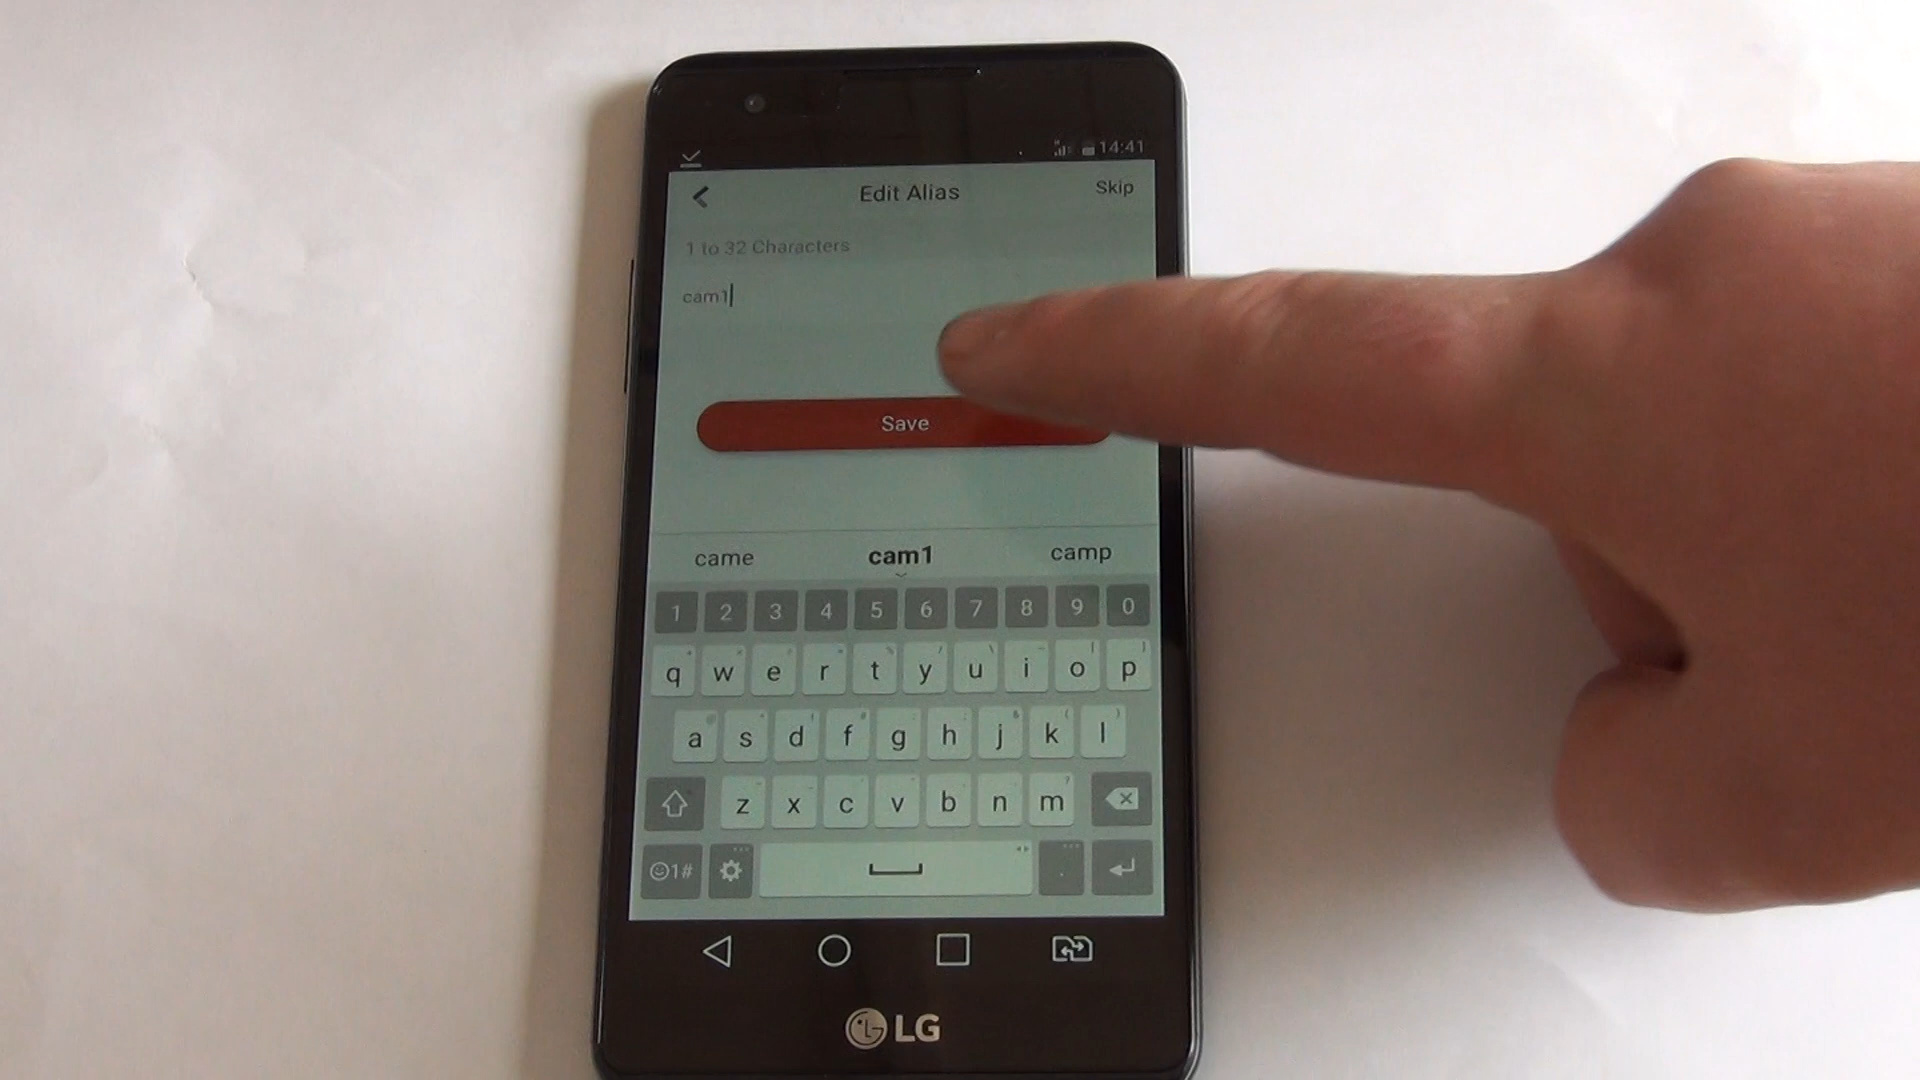 14:41
Edit Alias
Skip
1 to 32 Characters
cam1
Save
came cam1 camp
1 2 3 4 5 6 7 8 9 0
q w e r t y u i o p
a s d f g h j k l
z x c v b n m
1# .
LG